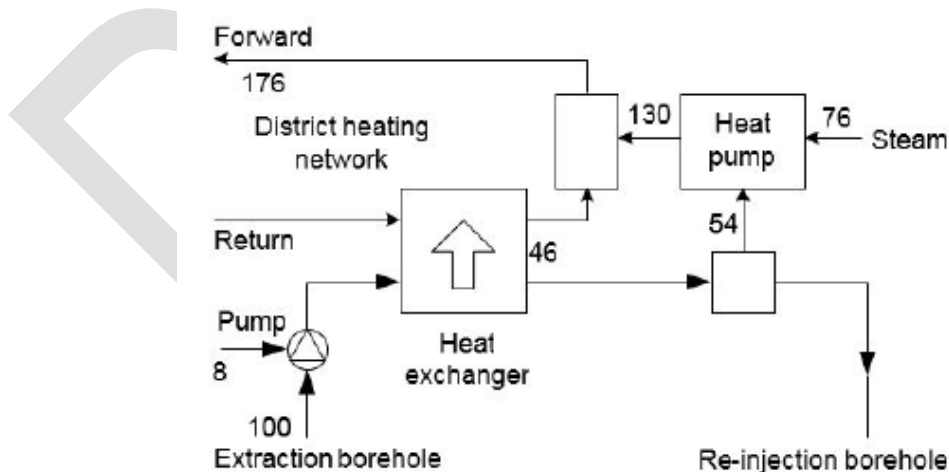 Forward
176
District heating
network
130
Heat
pump
76
Steam
54
Return
46
Pump
8
Heat
exchanger
100
Extraction borehole
Re-injection borehole